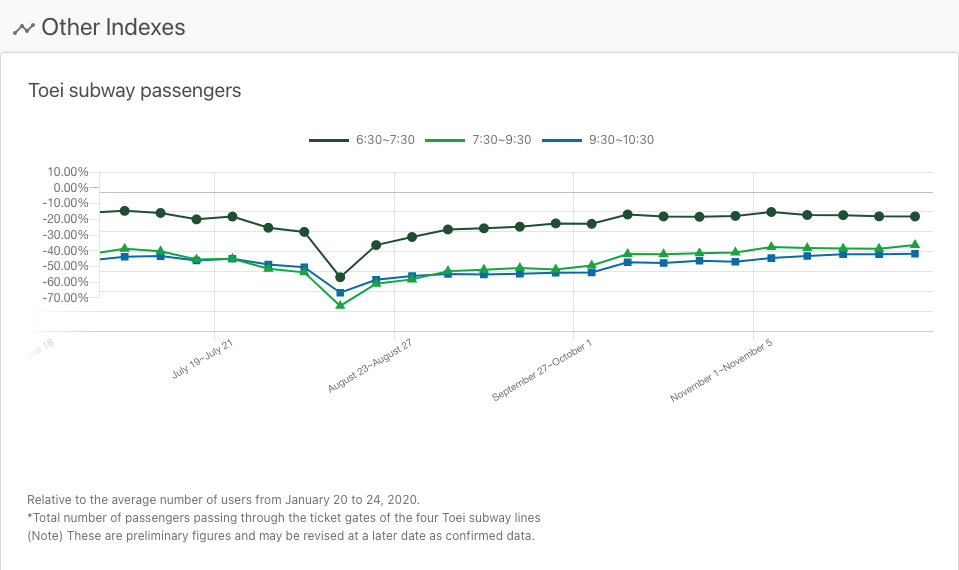 Other Indexes
Toei subway passengers
6:30~7:30 7:30~9:30 9:30~10:30
10.00%
0.00%
-10.00%
-20.00%
-30.00%
-40.00%
-50.00%
-60.00%
-70.00%
18
July 19~July 21
August 23~August 27
September 27~October 1
November 1~November 5
Relative to the average number of users from January 20 to 24, 2020.
*Total number of passengers passing through the ticket gates of the four Toei subway lines
(Note) These are preliminary figures and may be revised at a later date as confirmed data.